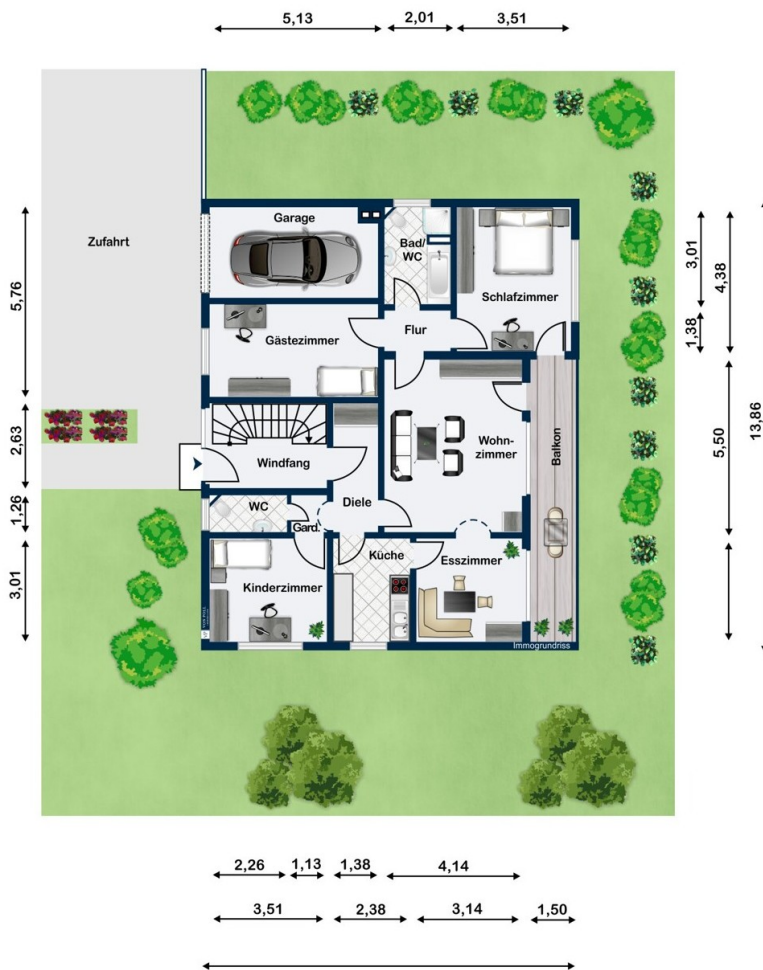 5,13
2,01
3,51
Garage
Bad/
WC
Zufahrt
3,01
4,38
Schlafzimmer
5,76
1,38
Flur
Gästezimmer
13,86
5,50
2,63
Wohn-
zimmer
Balkon
Windfang
Diele
1,26
WC
Gard.
Küche
Esszimmer
3,01
Kinderzimmer
Immogrundriss
2,26
1,13
1,38
4,14
3,51
2,38
3,14
1,50